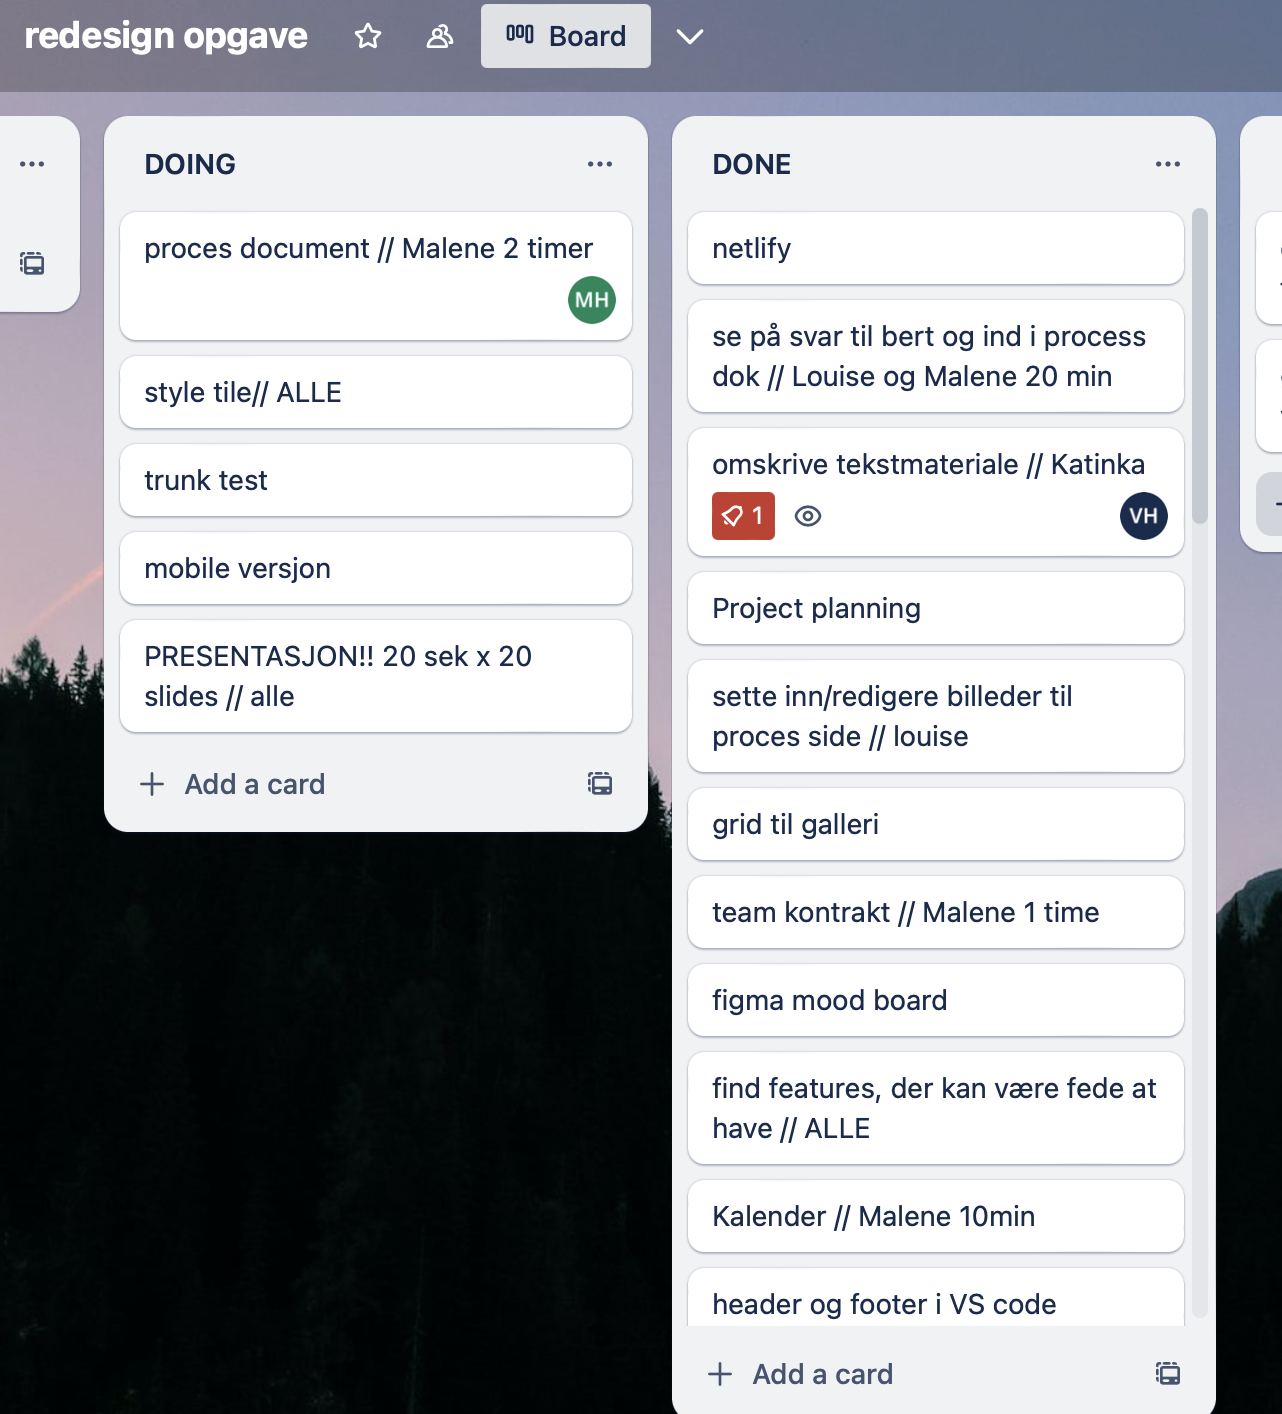 redesign opgave
Board
DOING
proces document // Malene 2 timer
MH
style tile// ALLE
trunk test
mobile versjon
PRESENTASJON!! 20 sek x 20
slides // alle
Add a card
DONE
netlify
se på svar til bert og ind i process
dok // Louise og Malene 20 min
omskrive tekstmateriale // Katinka
1
VH
Project planning
sette inn/redigere billeder til
proces side // louise
grid til galleri
team kontrakt // Malene 1 time
figma mood board
find features, der kan være fede at
have // ALLE
Kalender // Malene 10min
header og footer i VS code
Add a card